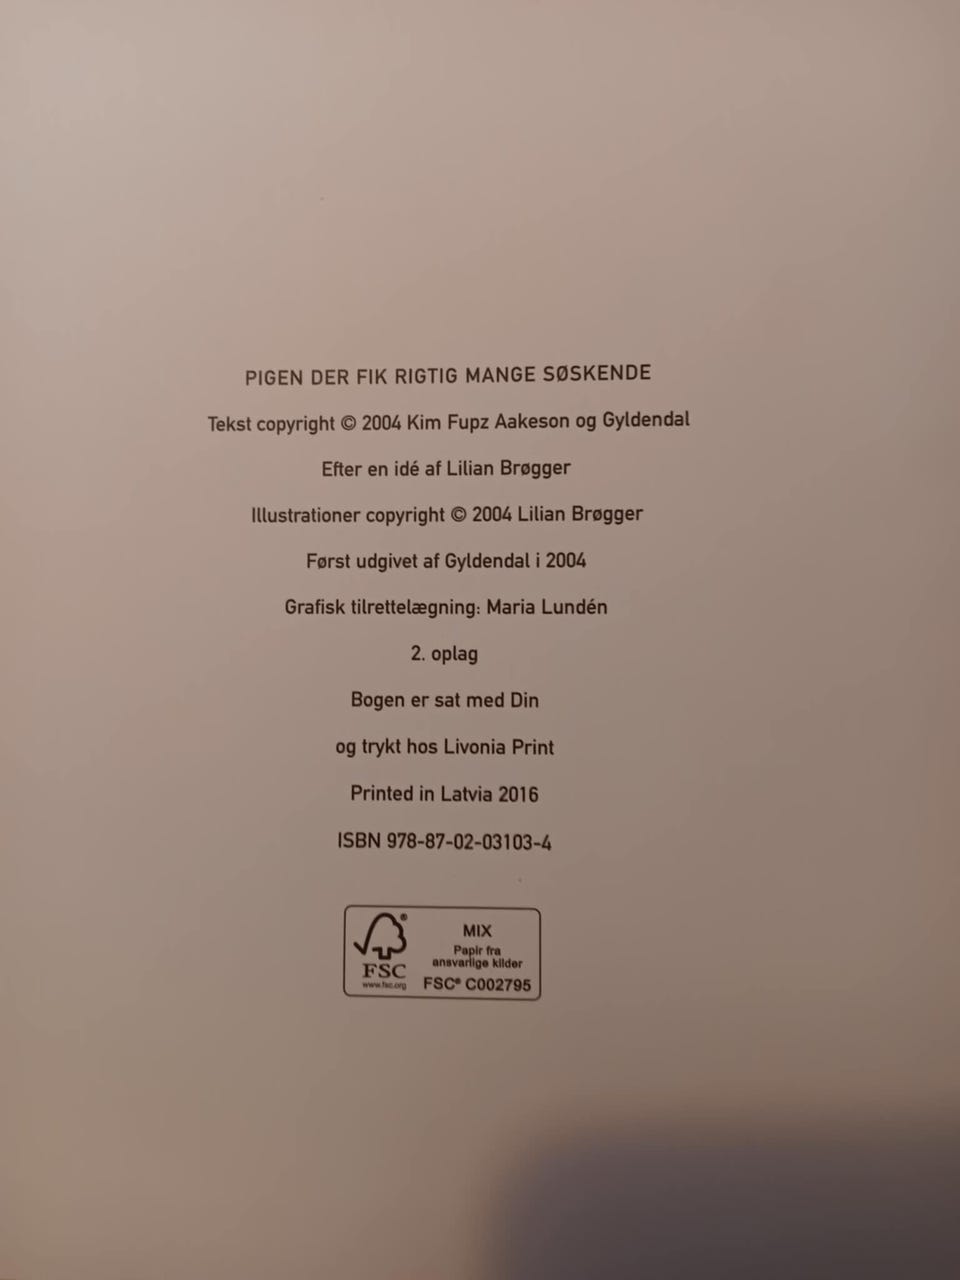 PIGEN DER FIK RIGTIG MANGE SØSKENDE
Tekst copyright © 2004 Kim Fupz Aakeson og Gyldendal
Efter en idé af Lilian Brøgger
Illustrationer copyright © 2004 Lilian Brøgger
Først udgivet af Gyldendal i 2004
Grafisk tilrettelægning: Maria Lundén
2. oplag
Bogen er sat med Din
og trykt hos Livonia Print
Printed in Latvia 2016
ISBN 978-87-02-03103-4
FSC®
www.fsc.org
MIX
Papir fra
ansvarlige kilder
FSC® C002795